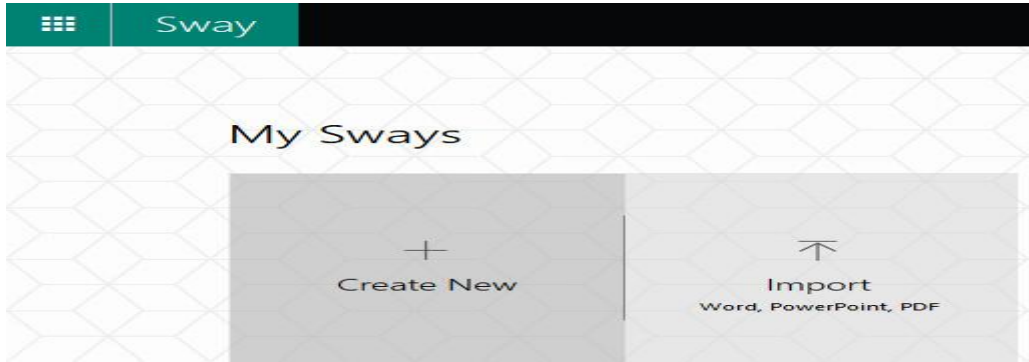 Sway
My Sways
Create New
Import
Word, PowerPoint, PDF